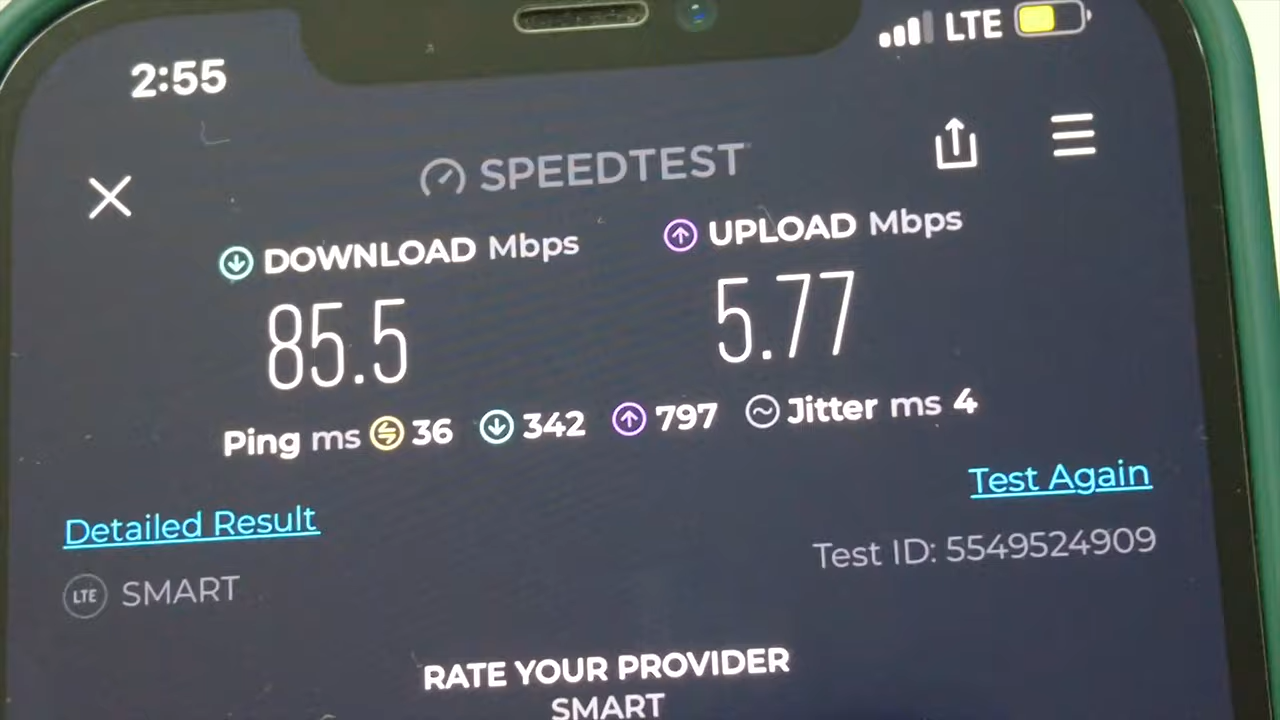 2:55
LTE
SPEEDTEST
DOWNLOAD Mbps
UPLOAD Mbps
85.5
5.77
Ping ms 36 342 797 Jitter ms 4
Test Again
Detailed Result
Test ID: 5549524909
LTE SMART
RATE YOUR PROVIDER
SMART